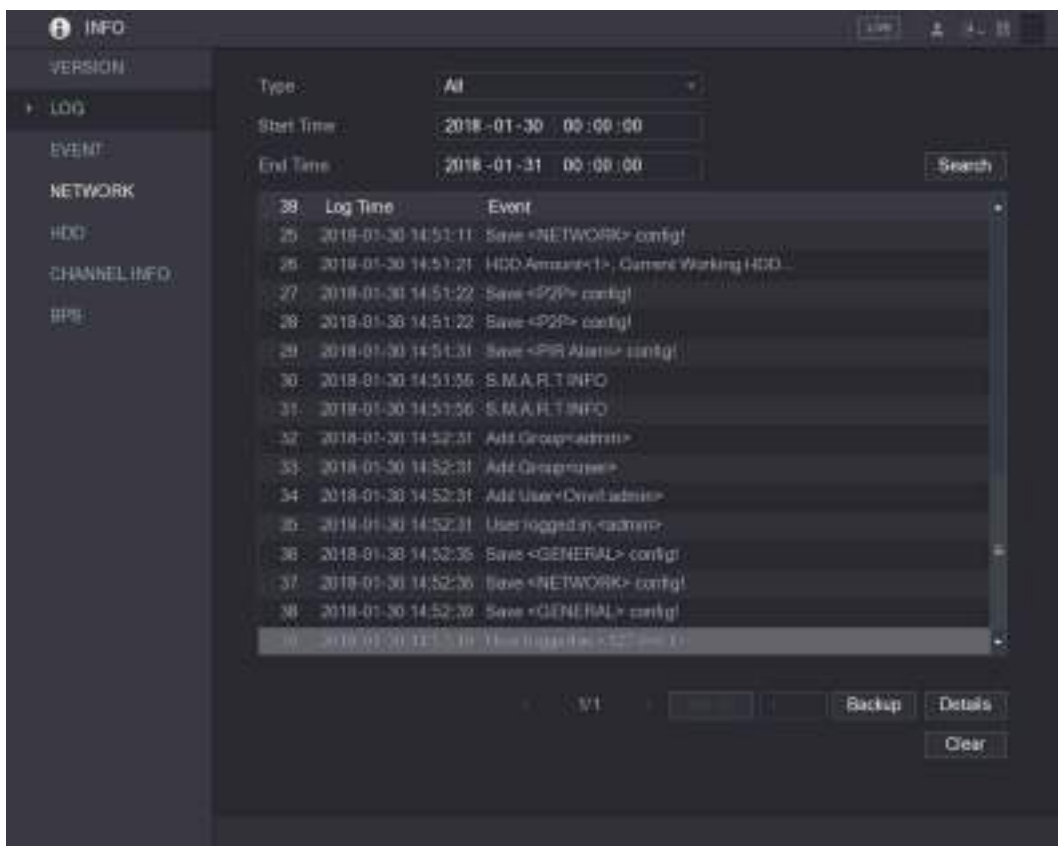 INFO
LIVE
VERSION
LOG
EVENT
NETWORK
HDD
CHANNEL INFO
BPS
Type All
Start Time 2018 -01 -30 00 :00 :00
End Time 2018 -01 -31 00 :00 :00
Search
39 Log Time Event
25 2018-01-30 14:51:11 Save <NETWORK> config!
26 2018-01-30 14:51:21 HDD Amount<1>, Current Working HDD...
27 2018-01-30 14:51:22 Save <P2P> config!
28 2018-01-30 14:51:22 Save <P2P> config!
29 2018-01-30 14:51:31 Save <PIR Alarm> config!
30 2018-01-30 14:51:56 S.M.A.R.T INFO
31 2018-01-30 14:51:56 S.M.A.R.T INFO
32 2018-01-30 14:52:31 Add Group<admin>
33 2018-01-30 14:52:31 Add Group<user>
34 2018-01-30 14:52:31 Add User<Onvif:admin>
35 2018-01-30 14:52:31 User logged in.<admin>
36 2018-01-30 14:52:35 Save <GENERAL> config!
37 2018-01-30 14:52:36 Save <NETWORK> config!
38 2018-01-30 14:52:39 Save <GENERAL> config!
1/1
Backup
Details
Clear